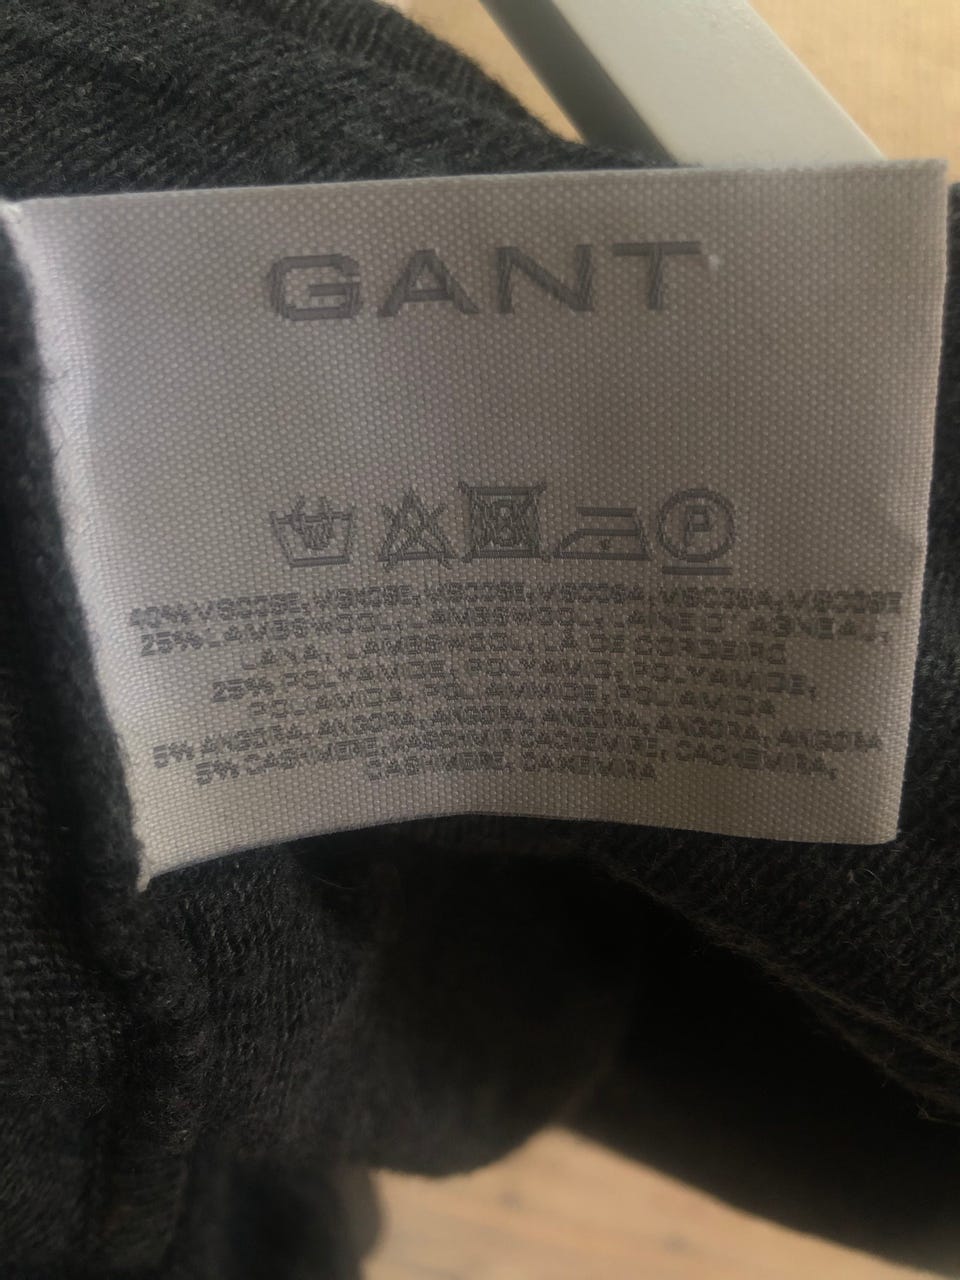 GANT
P
40% VISCOSE, VISKOSE, VISCOSE, VISCOSA, VISCOSA, VISCOSE
25% LAMBSWOOL, LAMBSWOOL, LAINE D'AGNEAU,
LANA, LAMBSWOOL, LÃ DE CORDEIRO
25% POLYAMIDE, POLYAMID, POLYAMIDE,
POLIAMIDA, POLIAMMIDE, POLIAMIDA
5% ANGORA, ANGORA, ANGORA, ANGORA, ANGORA, ANGORA
5% CASHMERE, KASCHMIR, CACHEMIRE, CACHEMIRA,
CASHMERE, CAXEMIRA